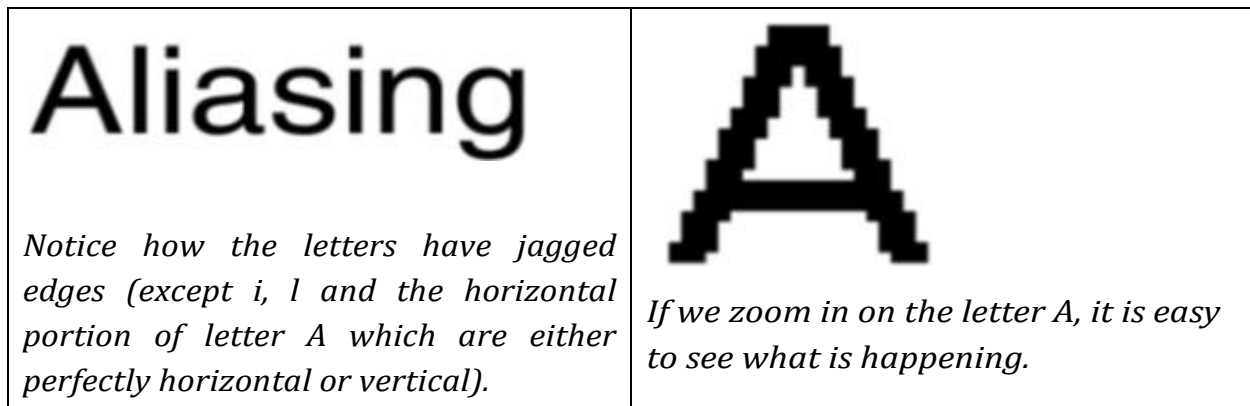 Aliasing
Notice how the letters have jagged
edges (except i, l and the horizontal
portion of letter A which are either
perfectly horizontal or vertical).
A
If we zoom in on the letter A, it is easy
to see what is happening.